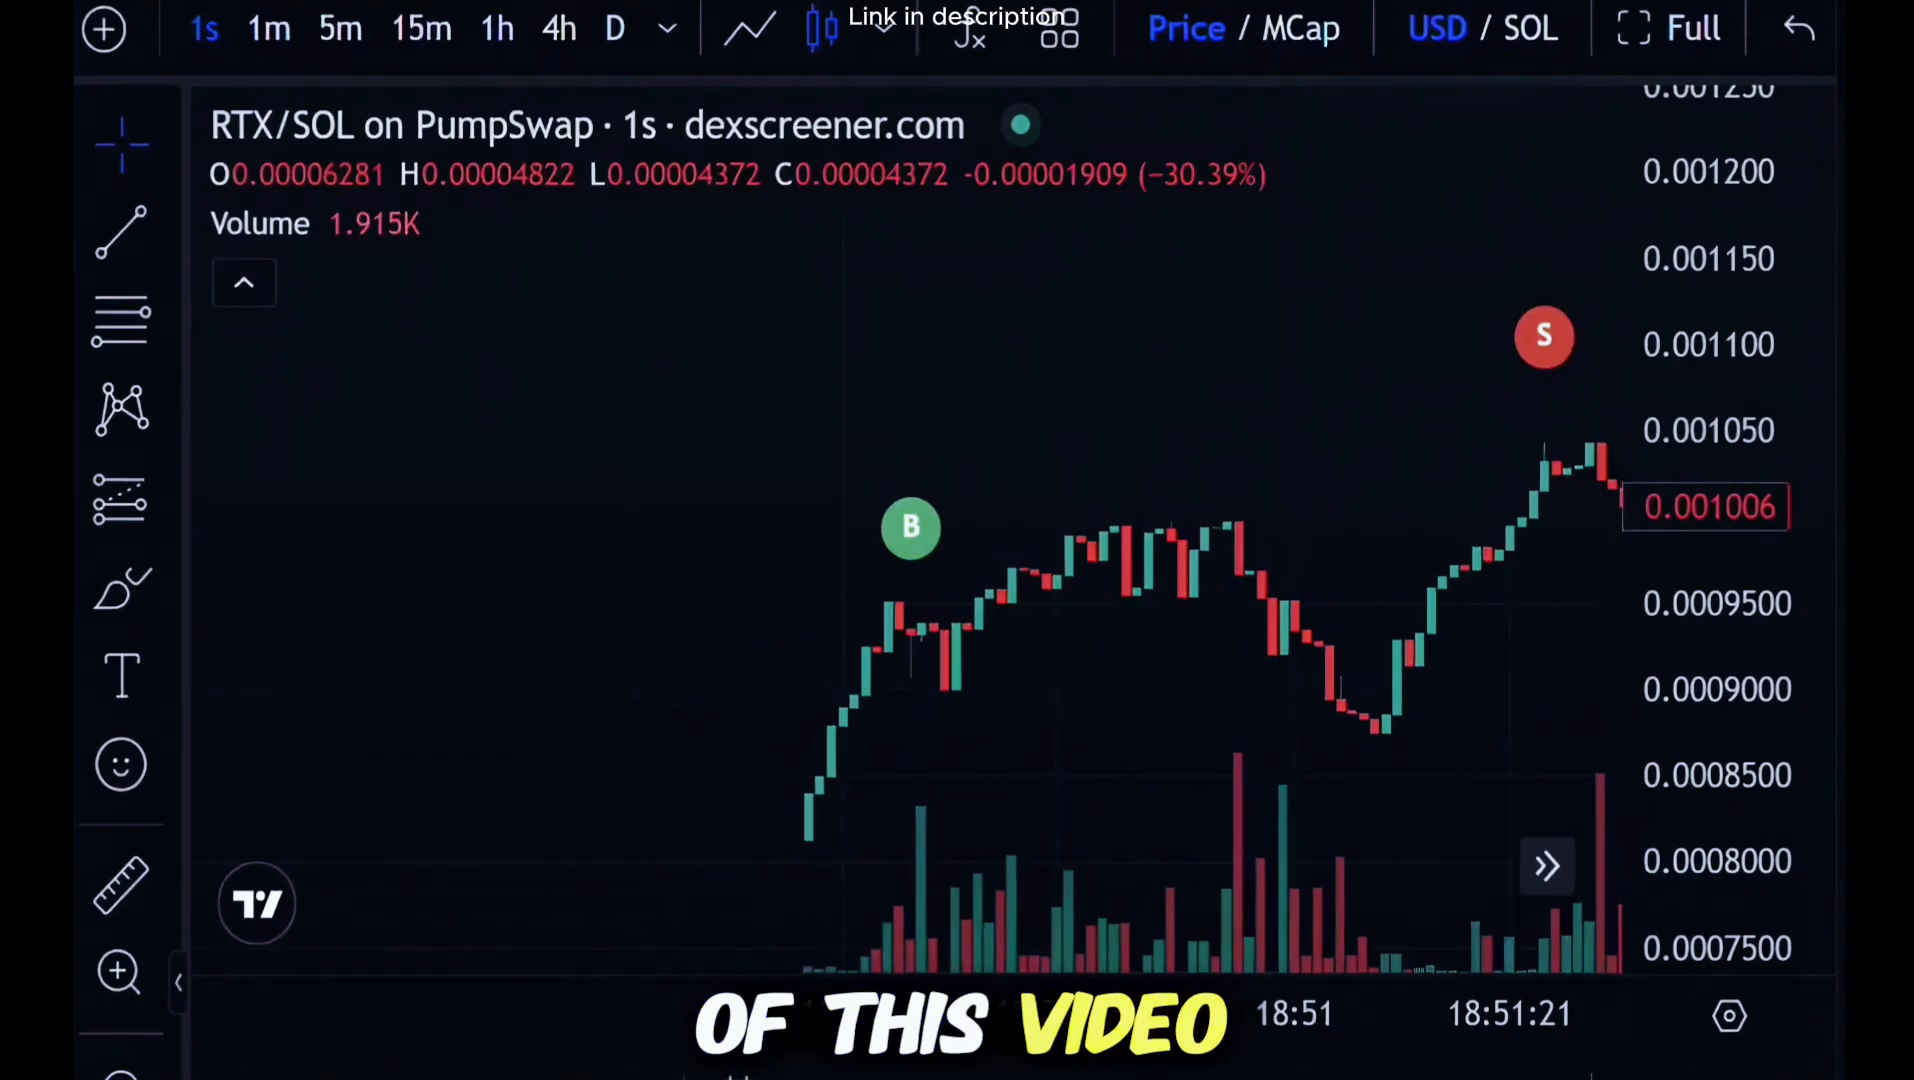 Link in description
1s 1m 5m 15m 1h 4h D Price / MCap USD / SOL Full
RTX/SOL on PumpSwap · 1s · dexscreener.com
O0.00006281 H0.00004822 L0.00004372 C0.00004372 -0.00001909 (−30.39%)
Volume 1.915K
0.001250
0.001200
0.001150
0.001100
0.001050
0.001006
0.0009500
0.0009000
0.0008500
0.0008000
0.0007500
S
B
18:51 18:51:21
OF THIS VIDEO